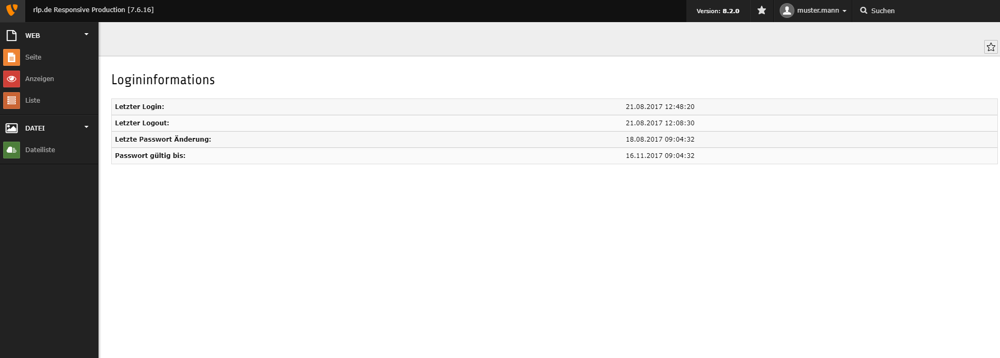 rlp.de Responsive Production [7.6.16]
Version: 8.2.0
muster.mann
Suchen
WEB
Seite
Anzeigen
Liste
DATEI
Dateiliste
Logininformations
Letzter Login: 21.08.2017 12:48:20
Letzter Logout: 21.08.2017 12:08:30
Letzte Passwort Änderung: 18.08.2017 09:04:32
Passwort gültig bis: 16.11.2017 09:04:32